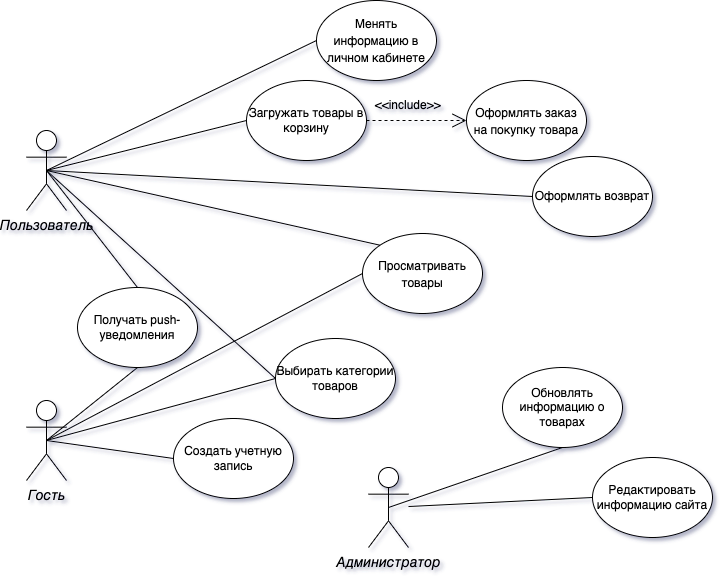 Менять
информацию в
личном кабинете
Загружать товары в
корзину
<<include>>
Оформлять заказ
на покупку товара
Оформлять возврат
Пользователь
Просматривать
товары
Получать push-
уведомления
Выбирать категории
товаров
Обновлять
информацию о
товарах
Создать учетную
запись
Гость
Редактировать
информацию сайта
Администратор